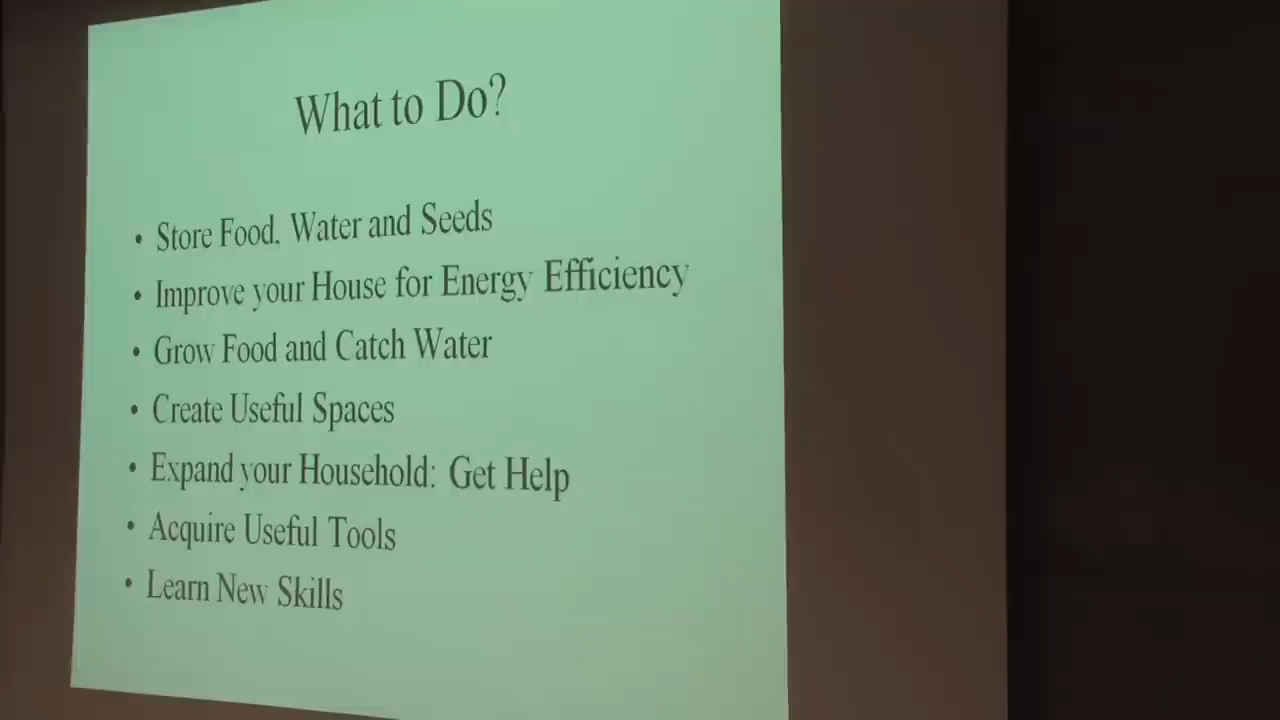 What to Do?
• Store Food, Water and Seeds
• Improve your House for Energy Efficiency
• Grow Food and Catch Water
• Create Useful Spaces
• Expand your Household: Get Help
• Acquire Useful Tools
• Learn New Skills